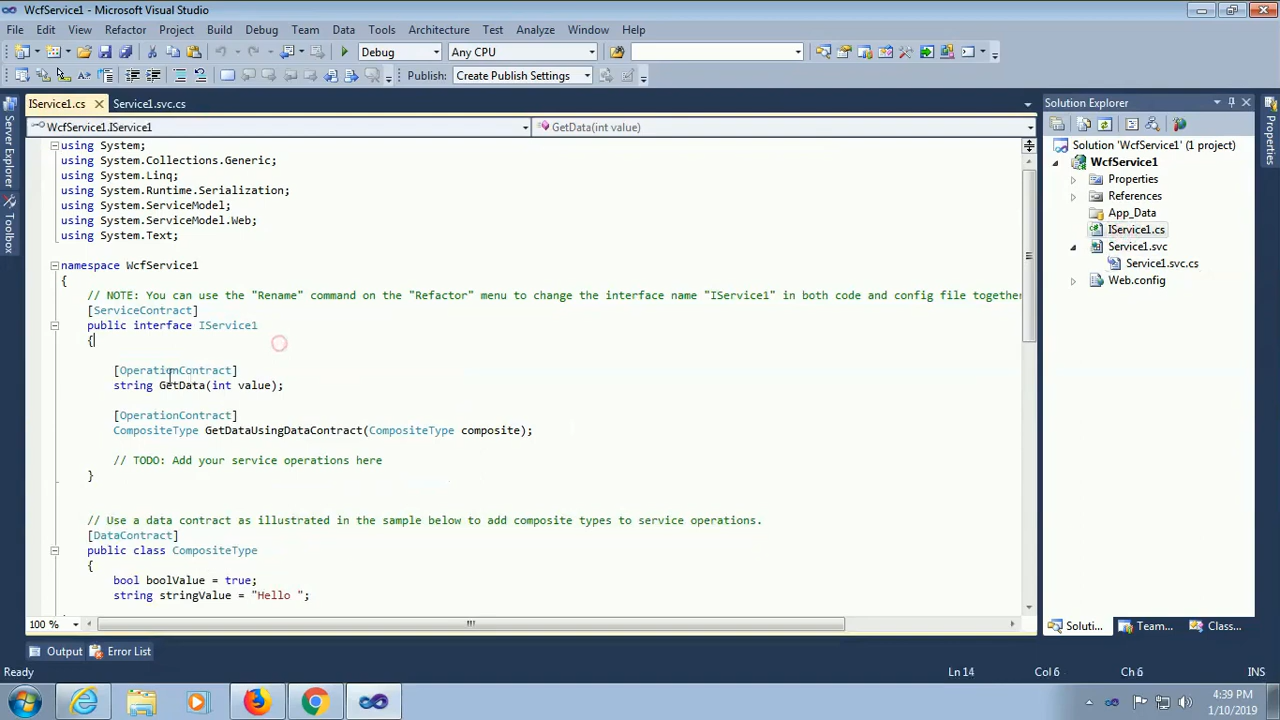 WcfService1 - Microsoft Visual Studio
File Edit View Refactor Project Build Debug Team Data Tools Architecture Test Analyze Window Help
Debug Any CPU
Publish: Create Publish Settings
IService1.cs Service1.svc.cs
WcfService1.IService1 GetData(int value)
using System;
using System.Collections.Generic;
using System.Linq;
using System.Runtime.Serialization;
using System.ServiceModel;
using System.ServiceModel.Web;
using System.Text;
namespace WcfService1
{
// NOTE: You can use the "Rename" command on the "Refactor" menu to change the interface name "IService1" in both code and config file together
[ServiceContract]
public interface IService1
{
[OperationContract]
string GetData(int value);
[OperationContract]
CompositeType GetDataUsingDataContract(CompositeType composite);
// TODO: Add your service operations here
}
// Use a data contract as illustrated in the sample below to add composite types to service operations.
[DataContract]
public class CompositeType
{
bool boolValue = true;
string stringValue = "Hello ";
100 %
Server Explorer
Toolbox
Solution Explorer
Solution 'WcfService1' (1 project)
WcfService1
Properties
References
App_Data
IService1.cs
Service1.svc
Service1.svc.cs
Web.config
Soluti... Team... Class...
Properties
Output Error List
Ready Ln 14 Col 6 Ch 6 INS
4:39 PM
1/10/2019